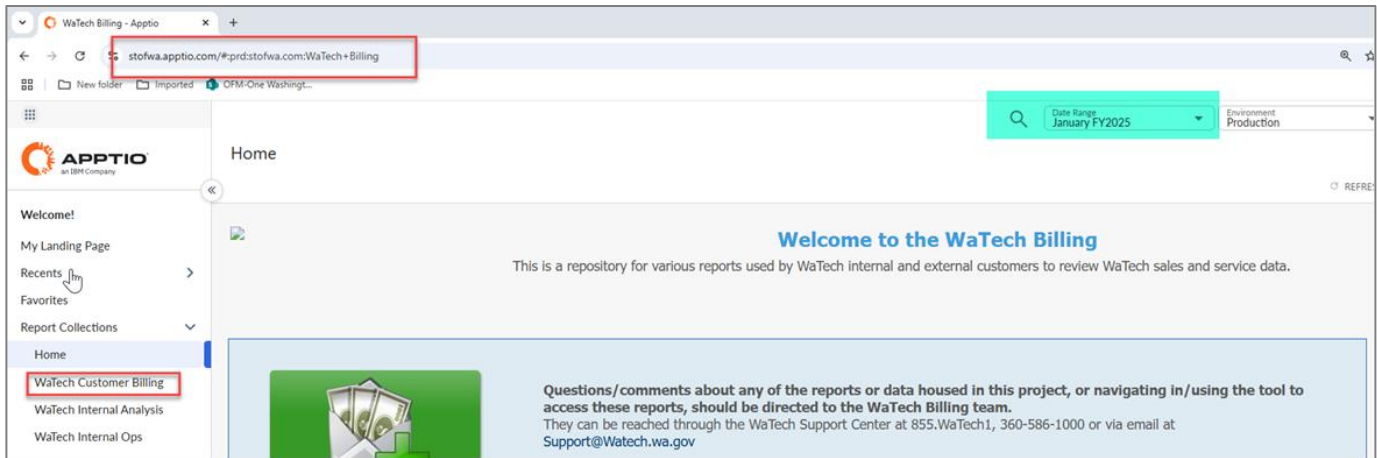 WaTech Billing - Apptio
stofwa.apptio.com/#:prd:stofwa.com:WaTech+Billing
New folder Imported OFM-One Washingt...
Date Range
January FY2025
Environment
Production
APPTIO
an IBM Company
Home
REFRE
Welcome!
My Landing Page
Recents
Favorites
Report Collections
Home
WaTech Customer Billing
WaTech Internal Analysis
WaTech Internal Ops
Welcome to the WaTech Billing
This is a repository for various reports used by WaTech internal and external customers to review WaTech sales and service data.
Questions/comments about any of the reports or data housed in this project, or navigating in/using the tool to
access these reports, should be directed to the WaTech Billing team.
They can be reached through the WaTech Support Center at 855.WaTech1, 360-586-1000 or via email at
Support@Watech.wa.gov